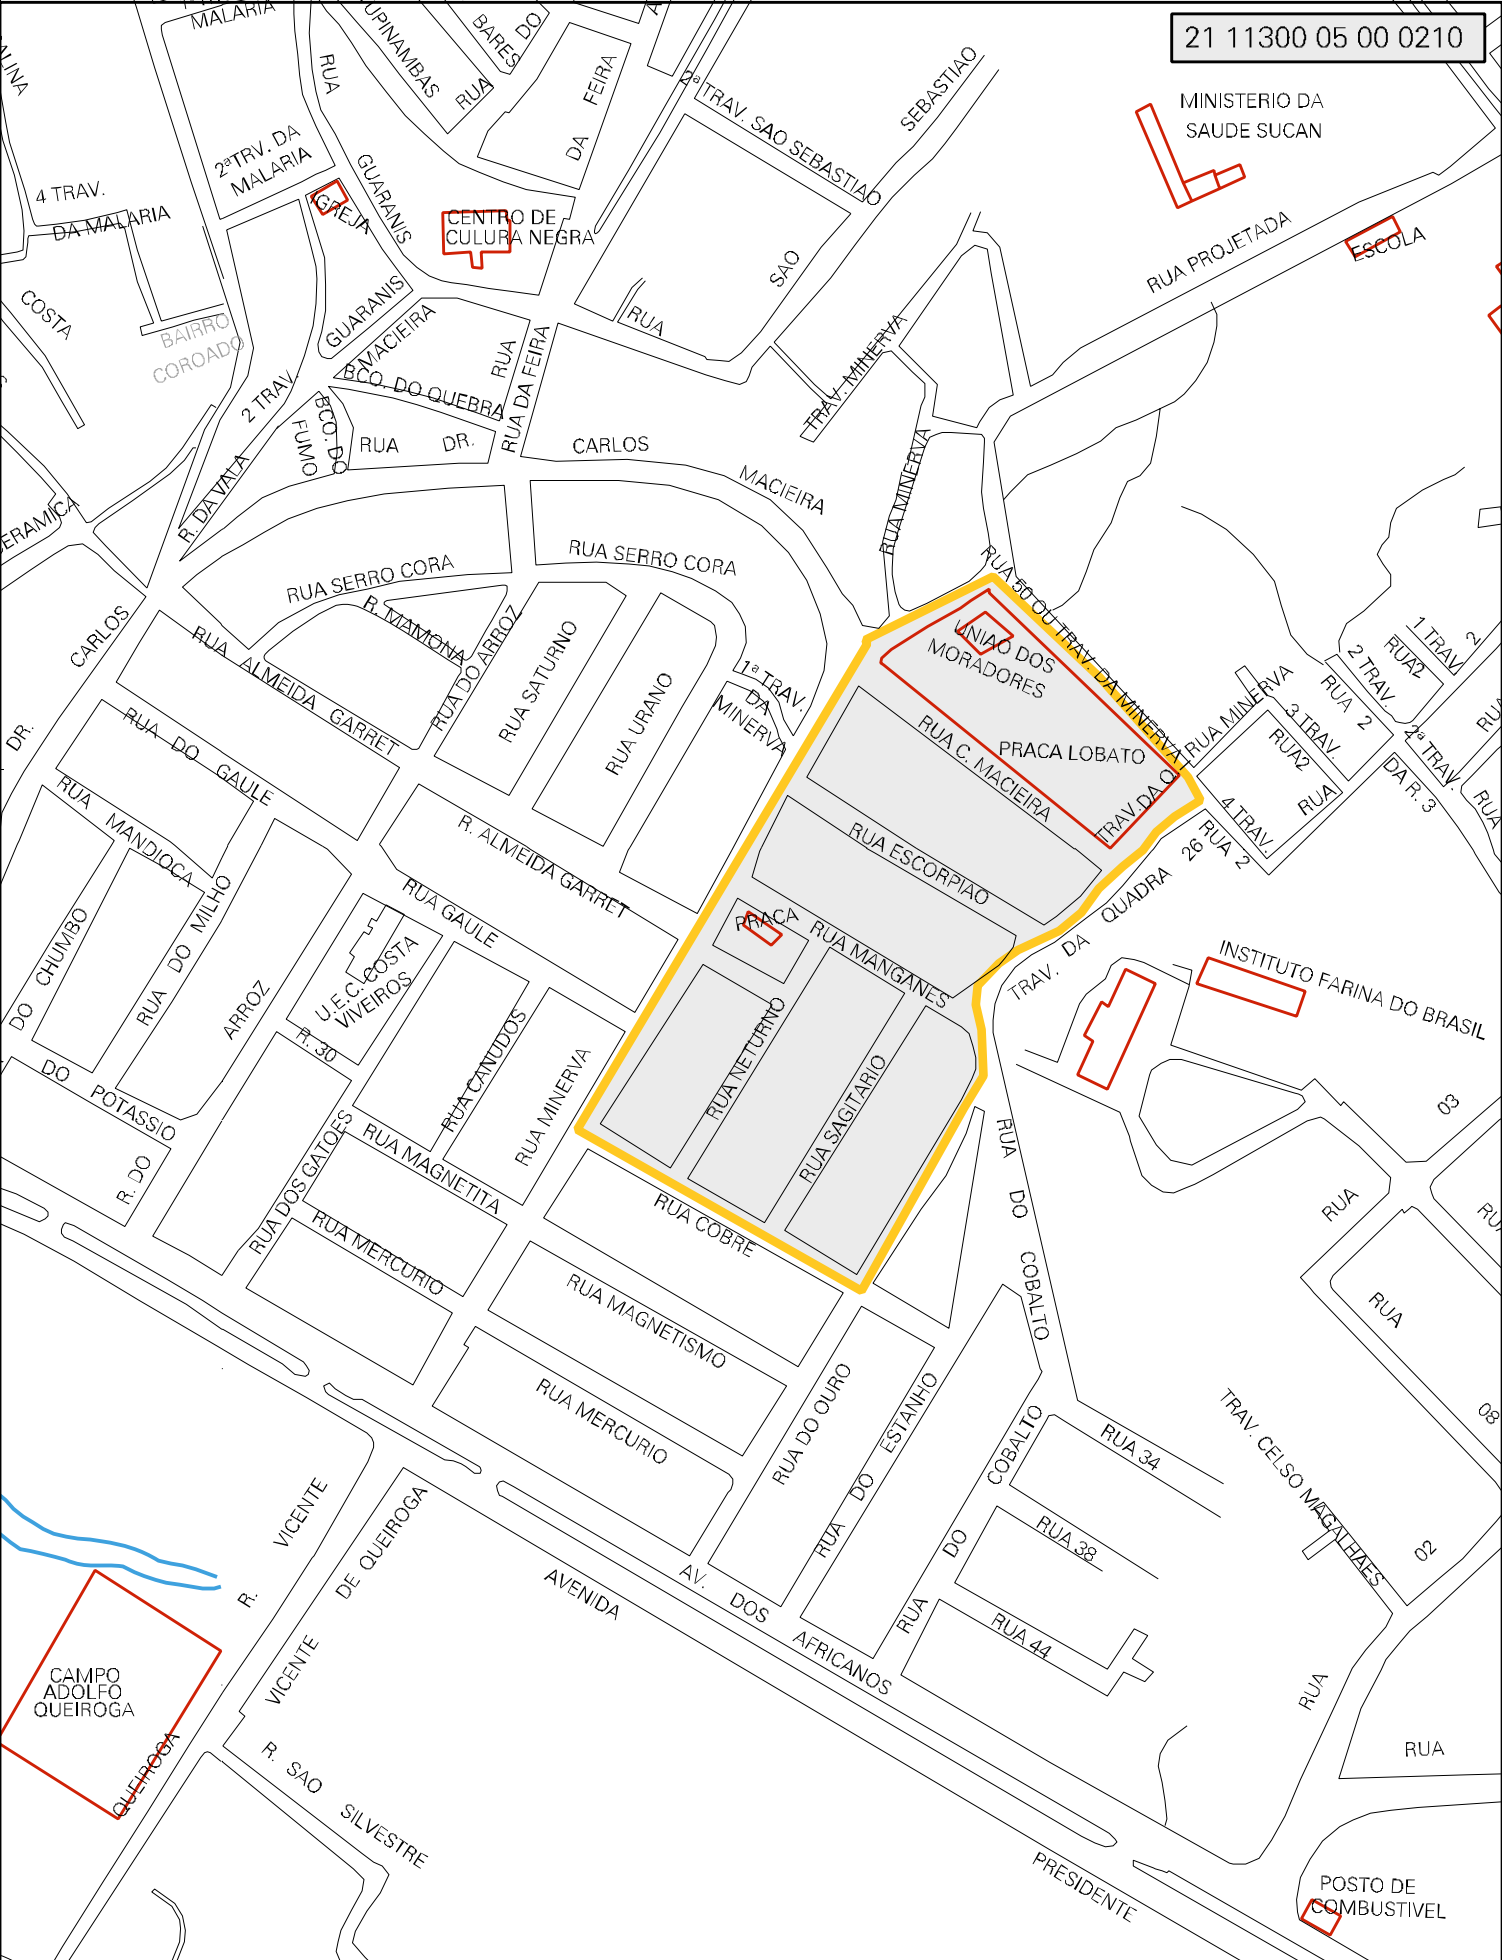 21 11300 05 00 0210
MALARIA
RUA
TUPINAMBAS
RUA
BARES
DO
FEIRA
DA
2ª TRAV. SAO SEBASTIAO
SEBASTIAO
SAO
RUA
MINISTERIO DA
SAUDE SUCAN
RUA PROJETADA
ESCOLA
2ªTRV. DA
MALARIA
4 TRAV.
DA MALARIA
IGREJA
GUARANIS
CENTRO DE
CULURA NEGRA
COSTA
BAIRRO
COROADO
GUARANIS
MACIEIRA
BCO. DO QUEBRA
RUA
RUA DA FEIRA
2 TRAV.
BCO. DO
FUMO
RUA
DR.
CARLOS
MACIEIRA
R. DA VALA
TRAV. MINERVA
RUA MINERVA
RUA SERRO CORA
RUA SERRO CORA
R. MAMONA
RUA DO ARROZ
RUA SATURNO
RUA URANO
1ª TRAV.
DA
MINERVA
CARLOS
DR.
RUA ALMEIDA GARRET
RUA DO GAULE
RUA MANDIOCA
R. ALMEIDA GARRET
RUA GAULE
RUA 50 OU TRAV. DA MINERVA
UNIAO DOS
MORADORES
PRACA LOBATO
RUA C. MACIEIRA
TRAV.DA Q
RUA ESCORPIAO
PRACA
RUA MANGANES
RUA NETURNO
RUA SAGITARIO
RUA COBRE
RUA MINERVA
1 TRAV.
2
RUA2
2 TRAV.
RUA 2
3 TRAV.
RUA2
RUA
4 TRAV.
RUA 2
2ª TRAV.
DA R. 3
RUA
TRAV. DA QUADRA 26
INSTITUTO FARINA DO BRASIL
DO CHUMBO
RUA DO MILHO
ARROZ
U.E.C. COSTA
VIVEIROS
R. 30
RUA CANUDOS
RUA MINERVA
DO POTASSIO
R. DO
RUA DOS GATOES
RUA MAGNETITA
RUA MERCURIO
RUA MAGNETISMO
RUA MERCURIO
RUA DO OURO
RUA DO ESTANHO
RUA DO COBALTO
RUA DO COBALTO
RUA 34
RUA 38
RUA 44
03
RUA
RUA
08
TRAV. CELSO MAGALHAES
02
RUA
RUA
R. VICENTE
VICENTE DE QUEIROGA
QUEIROGA
CAMPO
ADOLFO
QUEIROGA
R. SAO SILVESTRE
AVENIDA
AV. DOS AFRICANOS
PRESIDENTE
POSTO DE
COMBUSTIVEL